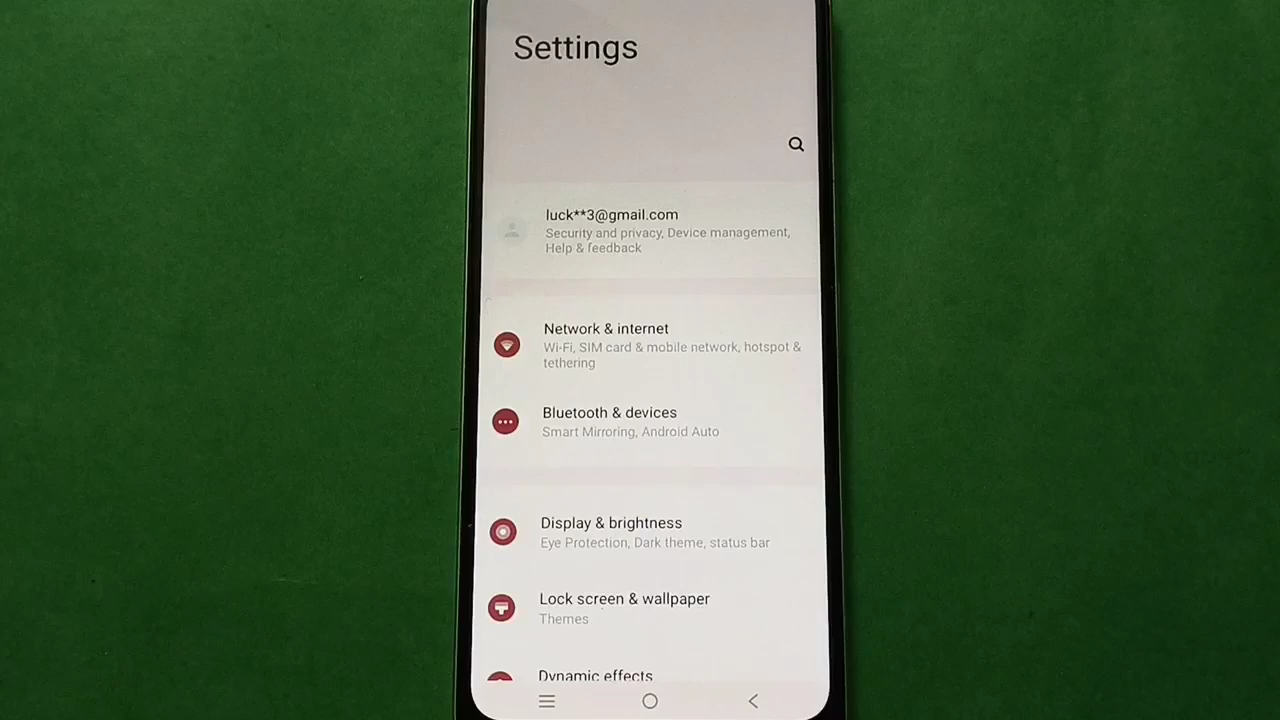 Settings
luck**3@gmail.com
Security and privacy, Device management,
Help & feedback
Network & internet
Wi-Fi, SIM card & mobile network, hotspot &
tethering
Bluetooth & devices
Smart Mirroring, Android Auto
Display & brightness
Eye Protection, Dark theme, status bar
Lock screen & wallpaper
Themes
Dynamic effects